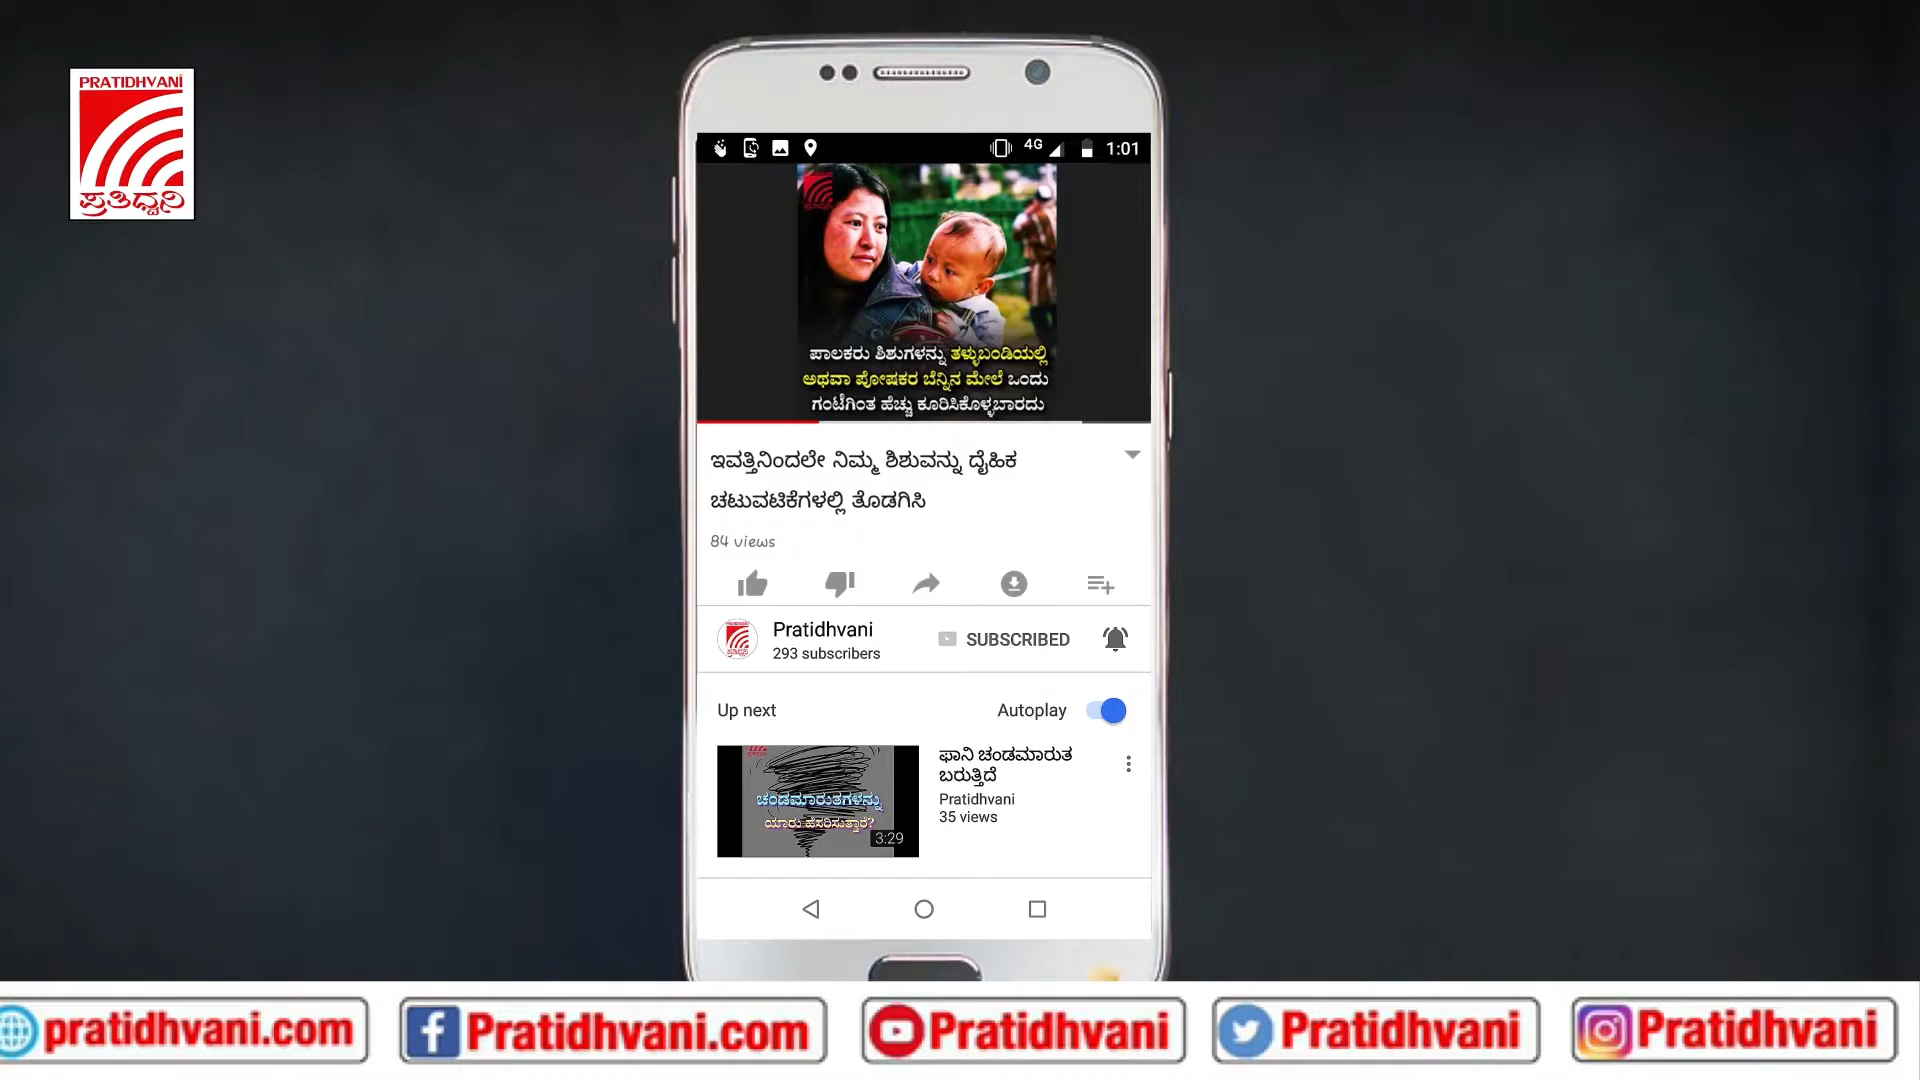 PRATIDHVANI
ಪ್ರತಿಧ್ವನಿ
4G 1:01
ಪಾಲಕರು ಶಿಶುಗಳನ್ನು ತಳ್ಳುಬಂಡಿಯಲ್ಲಿ
ಅಥವಾ ಪೋಷಕರ ಬೆನ್ನಿನ ಮೇಲೆ ಒಂದು
ಗಂಟೆಗಿಂತ ಹೆಚ್ಚು ಕೂರಿಸಿಕೊಳ್ಳಬಾರದು
ಇವತ್ತಿನಿಂದಲೇ ನಿಮ್ಮ ಶಿಶುವನ್ನು ದೈಹಿಕ
ಚಟುವಟಿಕೆಗಳಲ್ಲಿ ತೊಡಗಿಸಿ
84 views
Pratidhvani
293 subscribers
SUBSCRIBED
Up next
Autoplay
ಚಂಡಮಾರುತಗಳನ್ನು
ಯಾರು ಹೆಸರಿಸುತ್ತಾರೆ?
3:29
ಫಾನಿ ಚಂಡಮಾರುತ
ಬರುತ್ತಿದೆ
Pratidhvani
35 views
pratidhvani.com
Pratidhvani.com
Pratidhvani
Pratidhvani
Pratidhvani